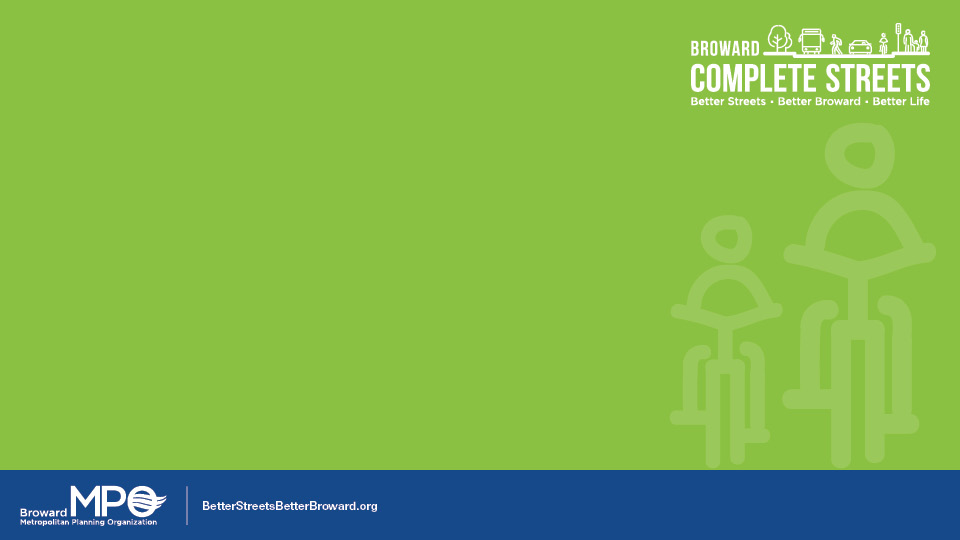 BROWARD
COMPLETE STREETS
Better Streets • Better Broward • Better Life
Broward MPO
Metropolitan Planning Organization
BetterStreetsBetterBroward.org